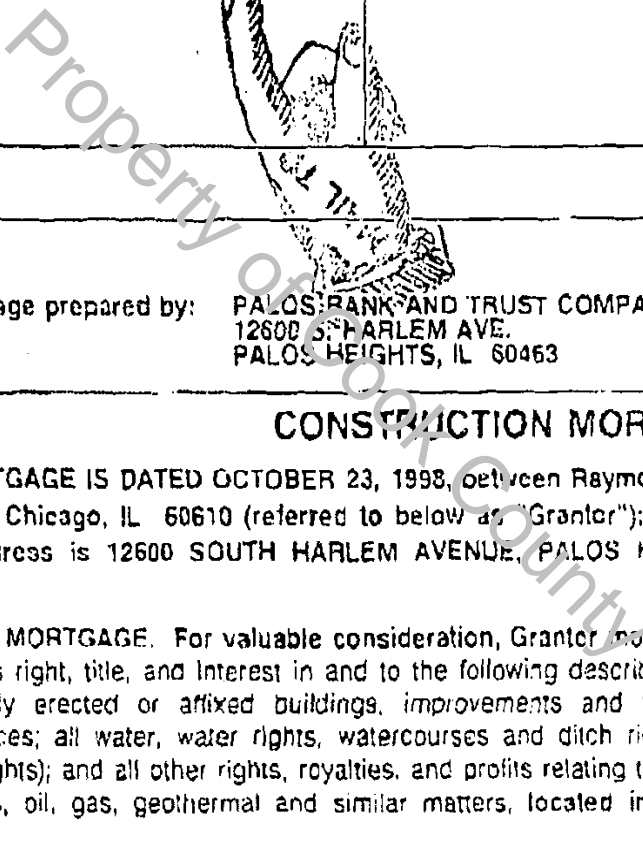 age prepared by: PALOS BANK AND TRUST COMPA
12600 S. HARLEM AVE.
PALOS HEIGHTS, IL 60463
CONSTRUCTION MOR
TGAGE IS DATED OCTOBER 23, 1998, between Raymo
Chicago, IL 60610 (referred to below as "Grantor");
ress is 12600 SOUTH HARLEM AVENUE, PALOS H
MORTGAGE. For valuable consideration, Grantor mo
s right, title, and interest in and to the following describ
ly erected or affixed buildings, improvements and
ces; all water, water rights, watercourses and ditch ri
ghts); and all other rights, royalties, and profits relating t
s, oil, gas, geothermal and similar matters, located in
Property of Cook County